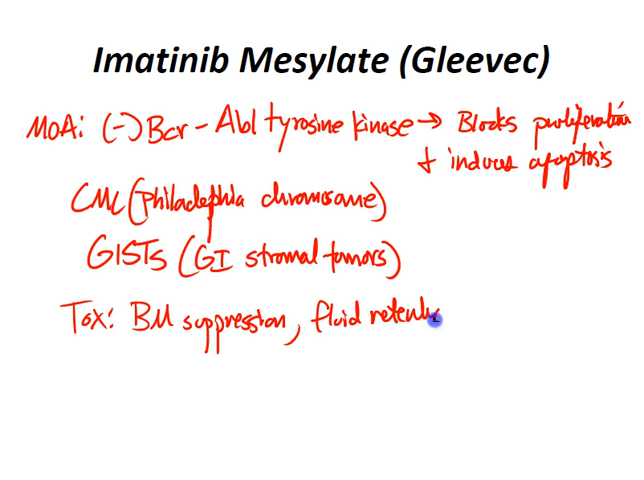 Imatinib Mesylate (Gleevec)
MOA: (-) Bcr-Abl tyrosine kinase → Blocks proliferation
+ induces apoptosis
CML (Philadelphia chromosome)
GISTS (GI stromal tumors)
Tox: BM suppression, fluid retenti